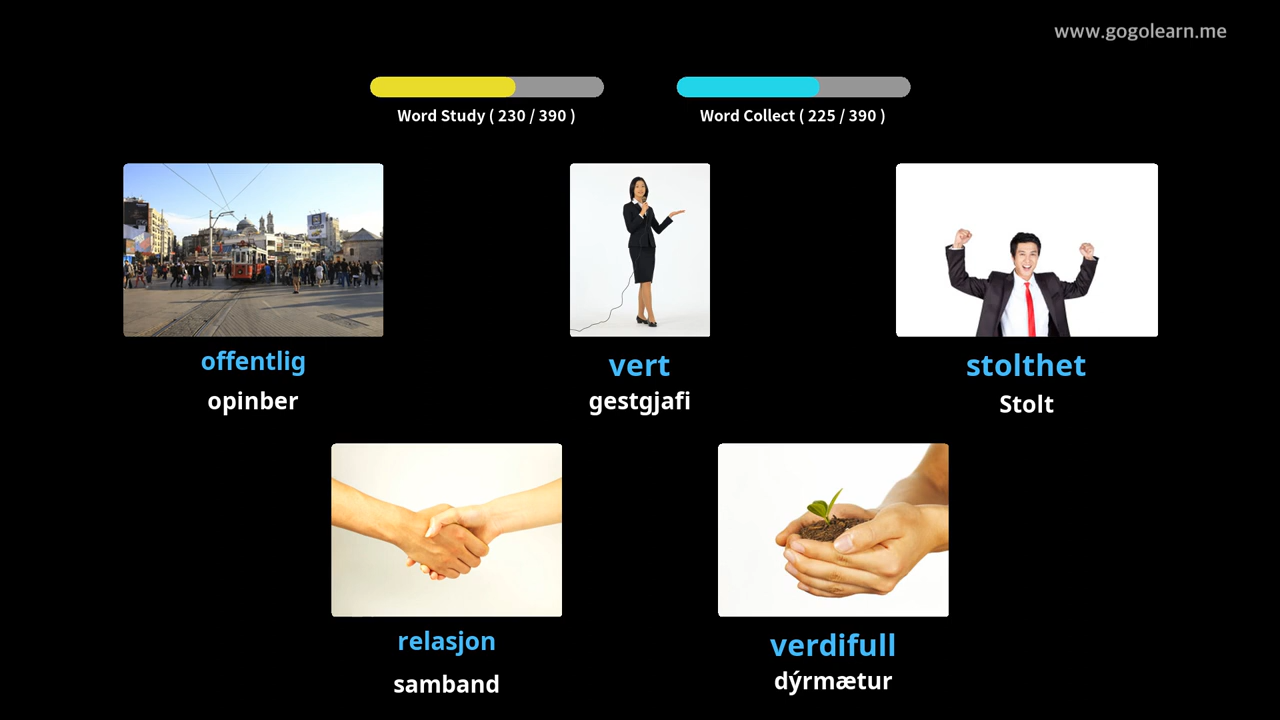 www.gogolearn.me
Word Study ( 230 / 390 )
Word Collect ( 225 / 390 )
offentlig
opinber
vert
gestgjafi
stolthet
Stolt
relasjon
samband
verdifull
dýrmætur